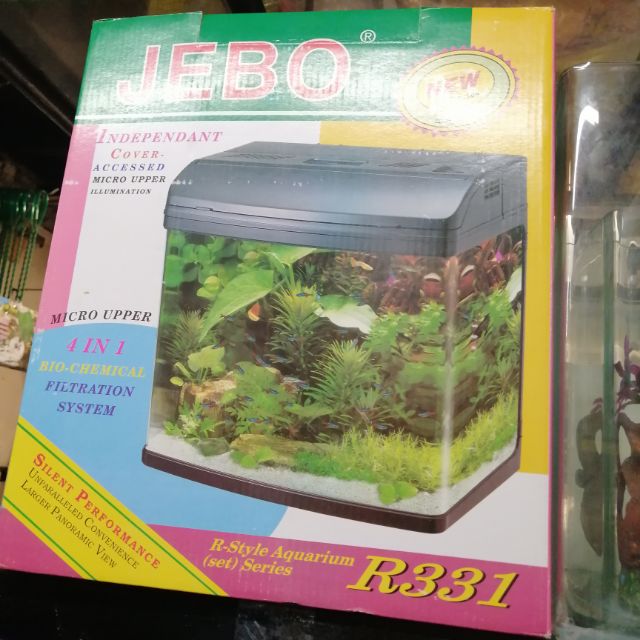 JEBO®
NEW
INDEPENDANT
COVER-
ACCESSED
MICRO UPPER
ILLUMINATION
MICRO UPPER
4 IN 1
BIO-CHEMICAL
FILTRATION
SYSTEM
SILENT PERFORMANCE
UNPARALLELED CONVENIENCE
LARGER PANORAMIC VIEW
R-Style Aquarium
(set) Series
R331